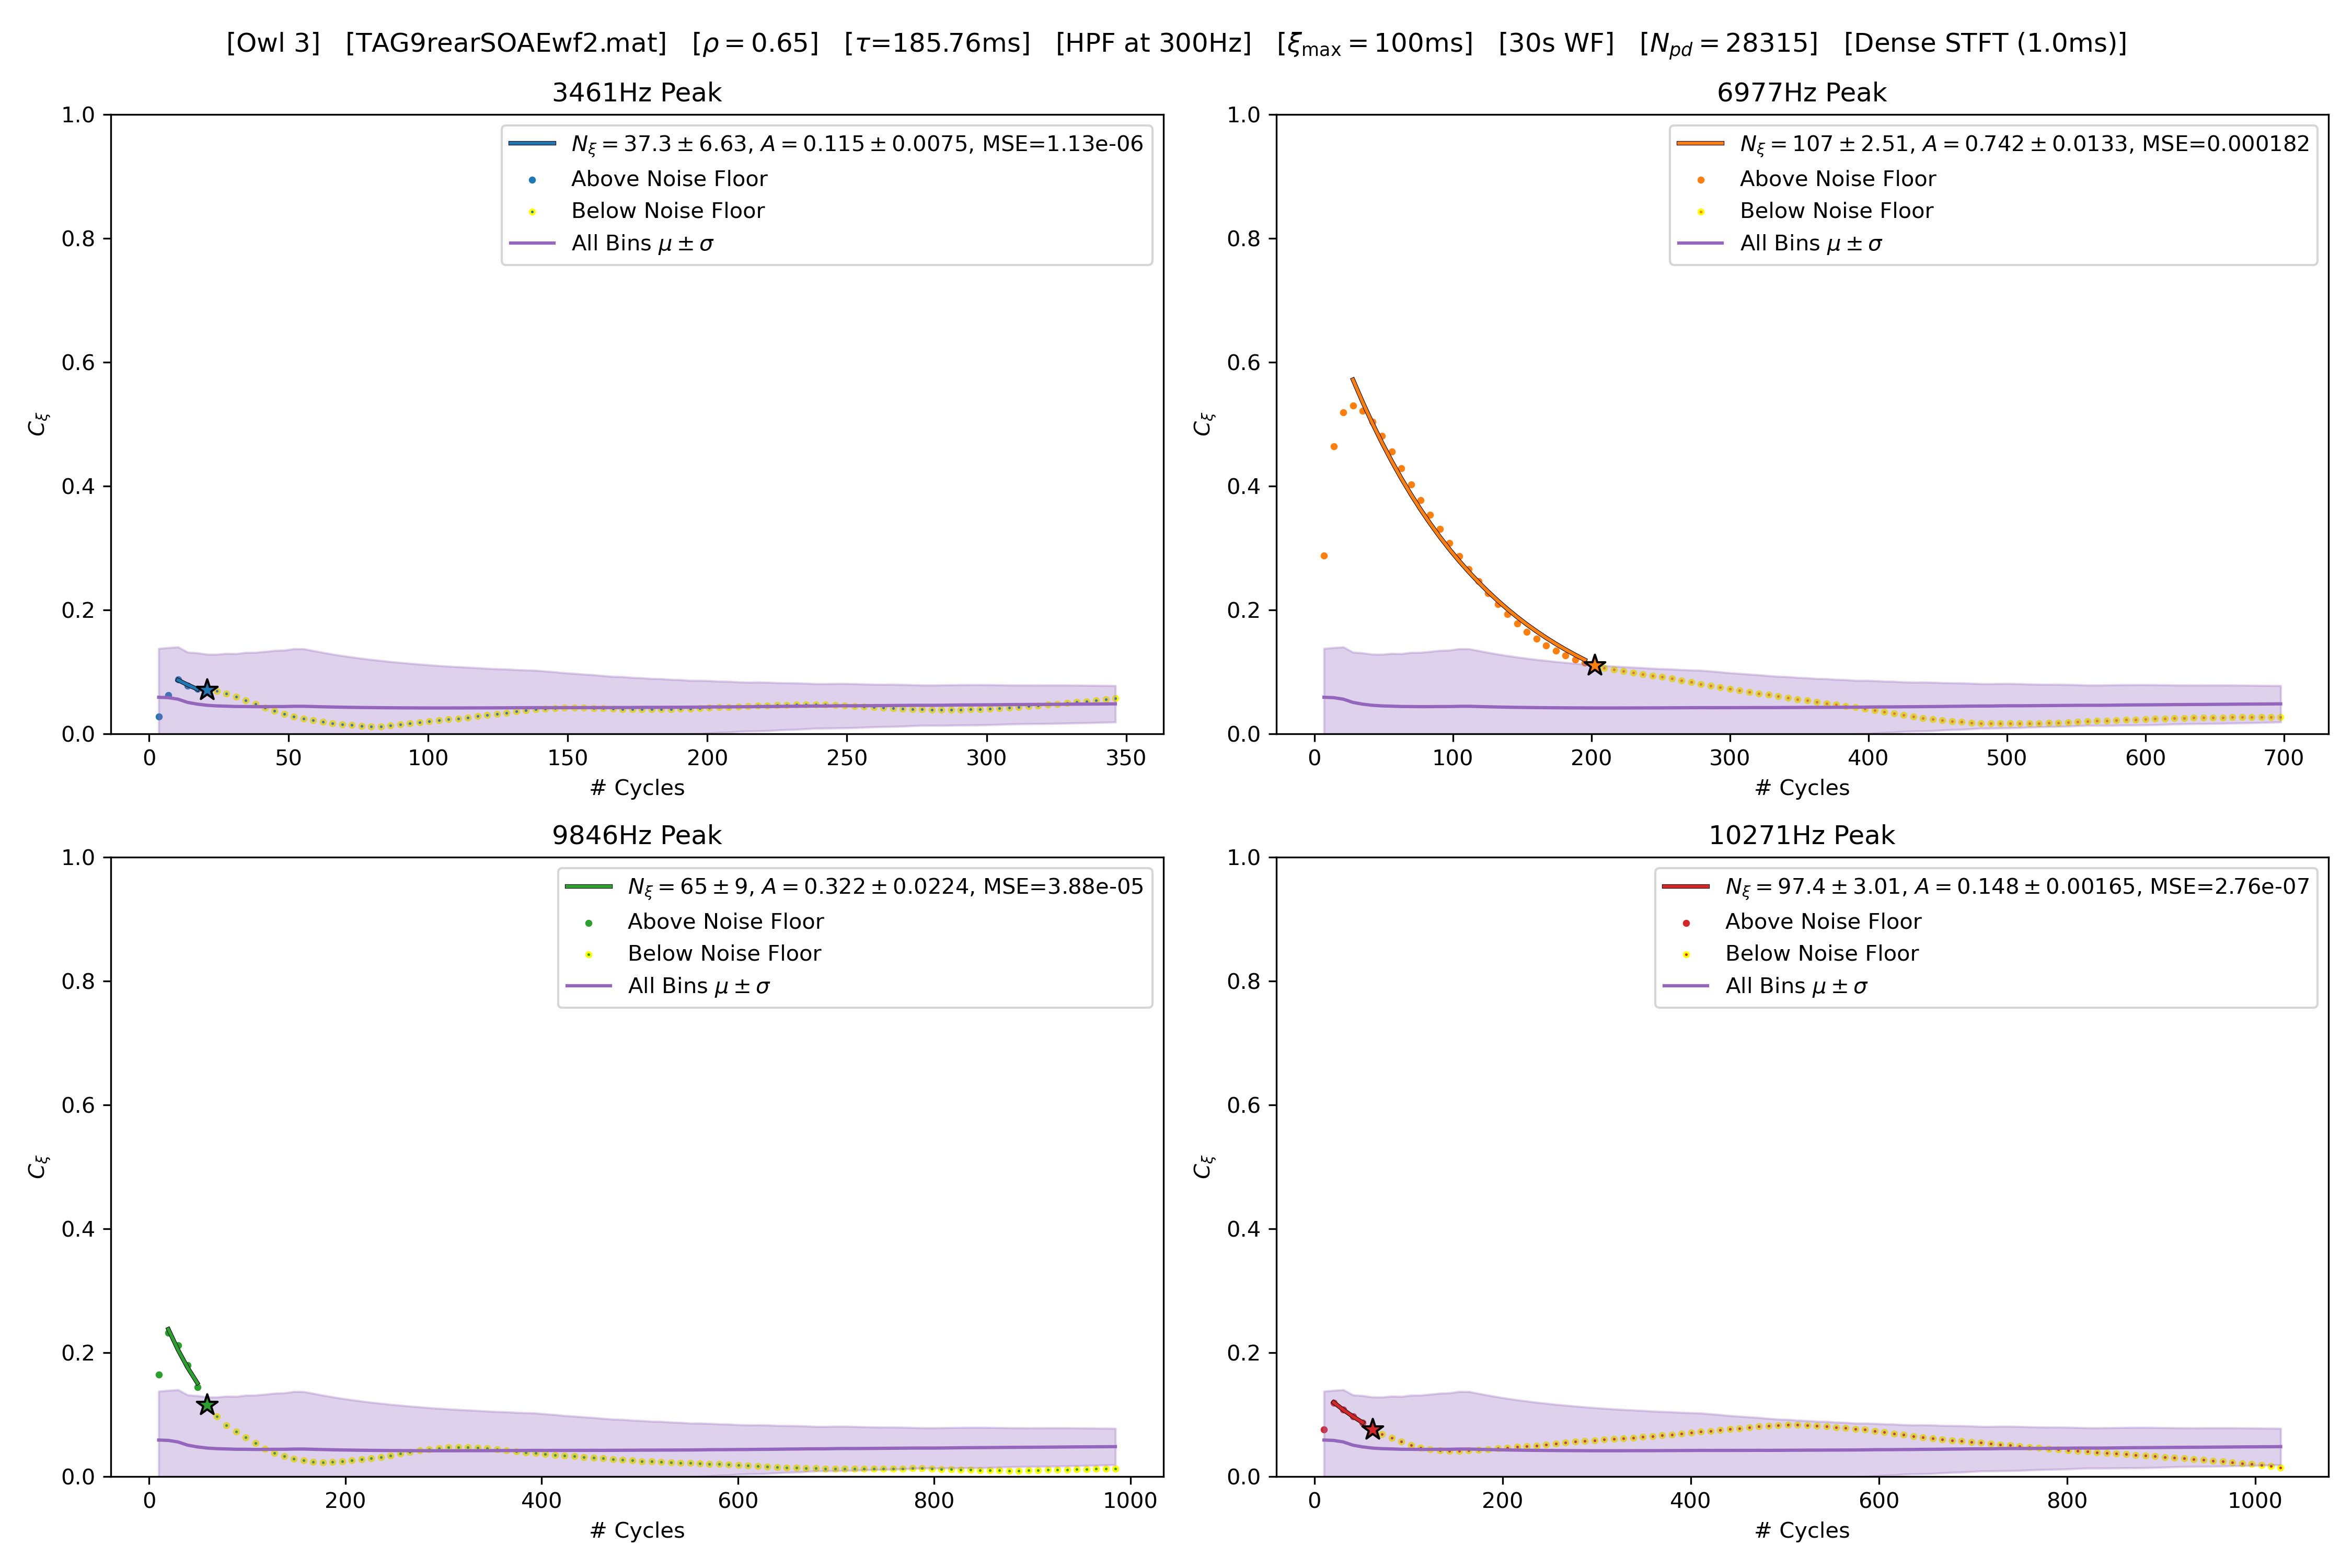 [Owl 3] [TAG9rearSOAEwf2.mat] [ρ = 0.65] [τ=185.76ms] [HPF at 300Hz] [ξmax = 100ms] [30s WF] [Npd = 28315] [Dense STFT (1.0ms)]
3461Hz Peak
Nξ = 37.3 ± 6.63, A = 0.115 ± 0.0075, MSE=1.13e-06
Above Noise Floor
Below Noise Floor
All Bins μ ± σ
1.0
0.8
0.6
0.4
0.2
0.0
Cξ
0 50 100 150 200 250 300 350
# Cycles
6977Hz Peak
Nξ = 107 ± 2.51, A = 0.742 ± 0.0133, MSE=0.000182
Above Noise Floor
Below Noise Floor
All Bins μ ± σ
1.0
0.8
0.6
0.4
0.2
0.0
Cξ
0 100 200 300 400 500 600 700
# Cycles
9846Hz Peak
Nξ = 65 ± 9, A = 0.322 ± 0.0224, MSE=3.88e-05
Above Noise Floor
Below Noise Floor
All Bins μ ± σ
1.0
0.8
0.6
0.4
0.2
0.0
Cξ
0 200 400 600 800 1000
# Cycles
10271Hz Peak
Nξ = 97.4 ± 3.01, A = 0.148 ± 0.00165, MSE=2.76e-07
Above Noise Floor
Below Noise Floor
All Bins μ ± σ
1.0
0.8
0.6
0.4
0.2
0.0
Cξ
0 200 400 600 800 1000
# Cycles